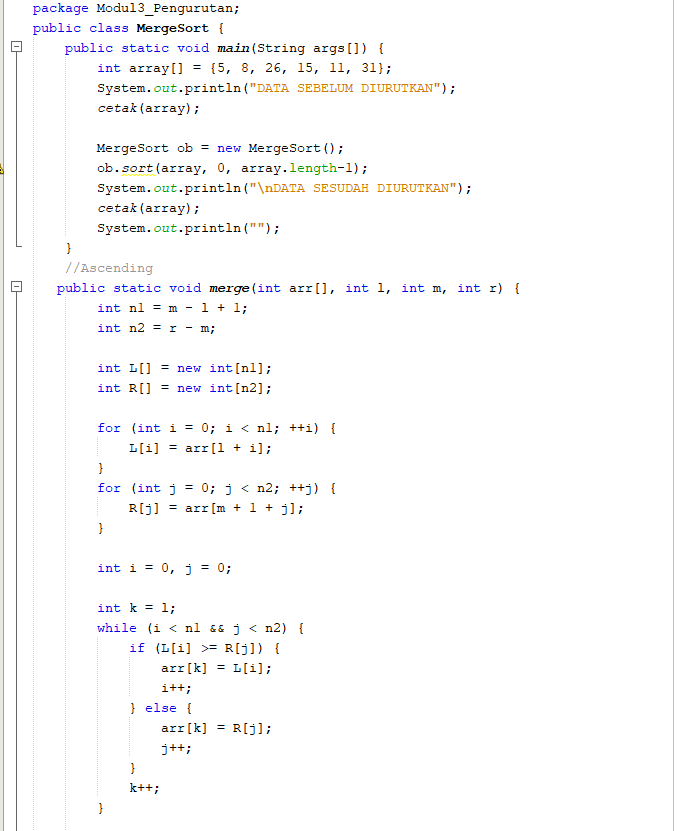 package Modul3_Pengurutan;
public class MergeSort {
    public static void main(String args[]) {
        int array[] = {5, 8, 26, 15, 11, 31};
        System.out.println("DATA SEBELUM DIURUTKAN");
        cetak(array);

        MergeSort ob = new MergeSort();
        ob.sort(array, 0, array.length-1);
        System.out.println("\nDATA SESUDAH DIURUTKAN");
        cetak(array);
        System.out.println("");
    }
    //Ascending
   public static void merge(int arr[], int l, int m, int r) {
        int n1 = m - l + 1;
        int n2 = r - m;

        int L[] = new int[n1];
        int R[] = new int[n2];

        for (int i = 0; i < n1; ++i) {
            L[i] = arr[l + i];
        }
        for (int j = 0; j < n2; ++j) {
            R[j] = arr[m + 1 + j];
        }

        int i = 0, j = 0;

        int k = l;
        while (i < n1 && j < n2) {
            if (L[i] >= R[j]) {
                arr[k] = L[i];
                i++;
            } else {
                arr[k] = R[j];
                j++;
            }
            k++;
        }